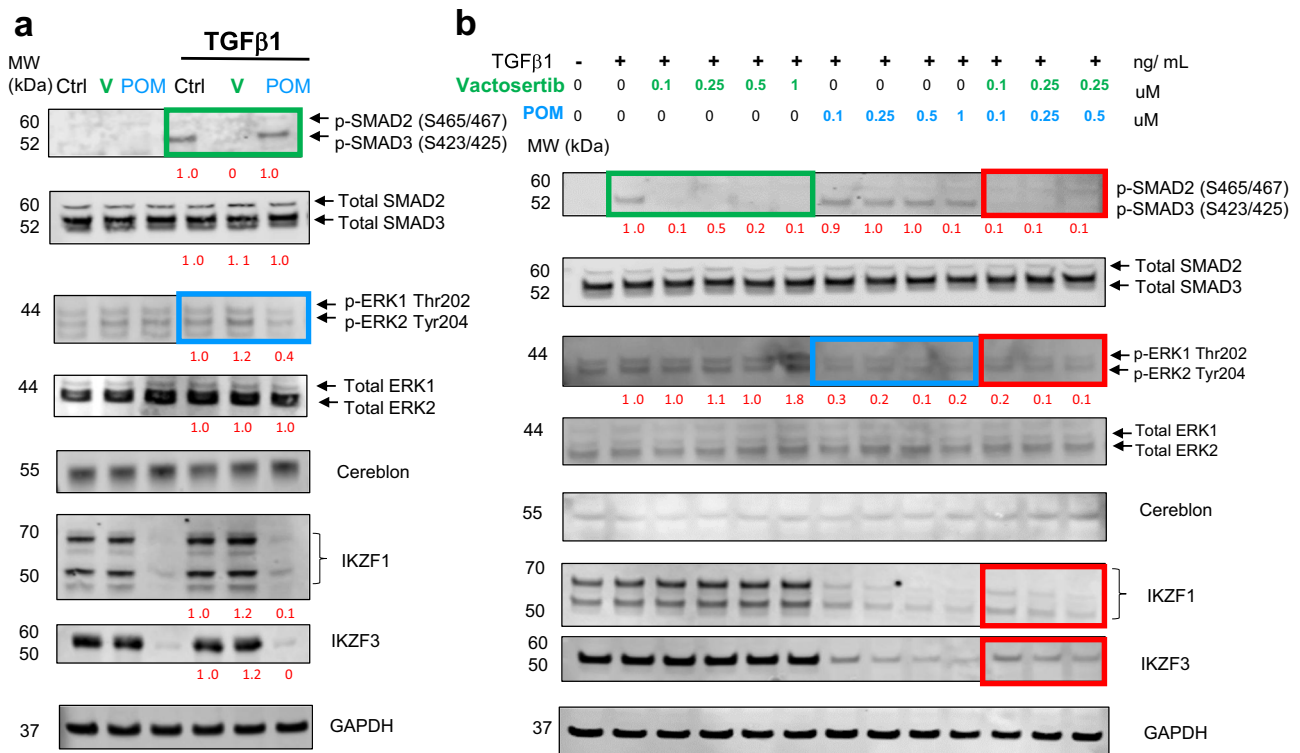 a
TGFβ1
MW
(kDa)
Ctrl V POM Ctrl V POM
60
52
p-SMAD2 (S465/467)
p-SMAD3 (S423/425)
1 .0 0 1.0
60
52
Total SMAD2
Total SMAD3
1 .0 1. 1 1.0
44
p-ERK1 Thr202
p-ERK2 Tyr204
1.0 1.2 0.4
44
Total ERK1
Total ERK2
1.0 1.0 1.0
55
Cereblon
70
50
IKZF1
1.0 1.2 0.1
60
50
IKZF3
1 .0 1.2 0
37
GAPDH
b
TGFβ1 - + + + + + + + + + + + + ng/ mL
Vactosertib 0 0 0.1 0.25 0.5 1 0 0 0 0 0.1 0.25 0.25 uM
POM 0 0 0 0 0 0 0.1 0.25 0.5 1 0.1 0.25 0.5 uM
MW (kDa)
60
52
p-SMAD2 (S465/467)
p-SMAD3 (S423/425)
1 .0 0.1 0.5 0.2 0.1 0.9 1.0 1.0 0.1 0.1 0.1 0.1
60
52
Total SMAD2
Total SMAD3
44
p-ERK1 Thr202
p-ERK2 Tyr204
1 .0 1.0 1.1 1.0 1.8 0.3 0.2 0.1 0.2 0.2 0.1 0.1
44
Total ERK1
Total ERK2
55
Cereblon
70
50
IKZF1
60
50
IKZF3
37
GAPDH